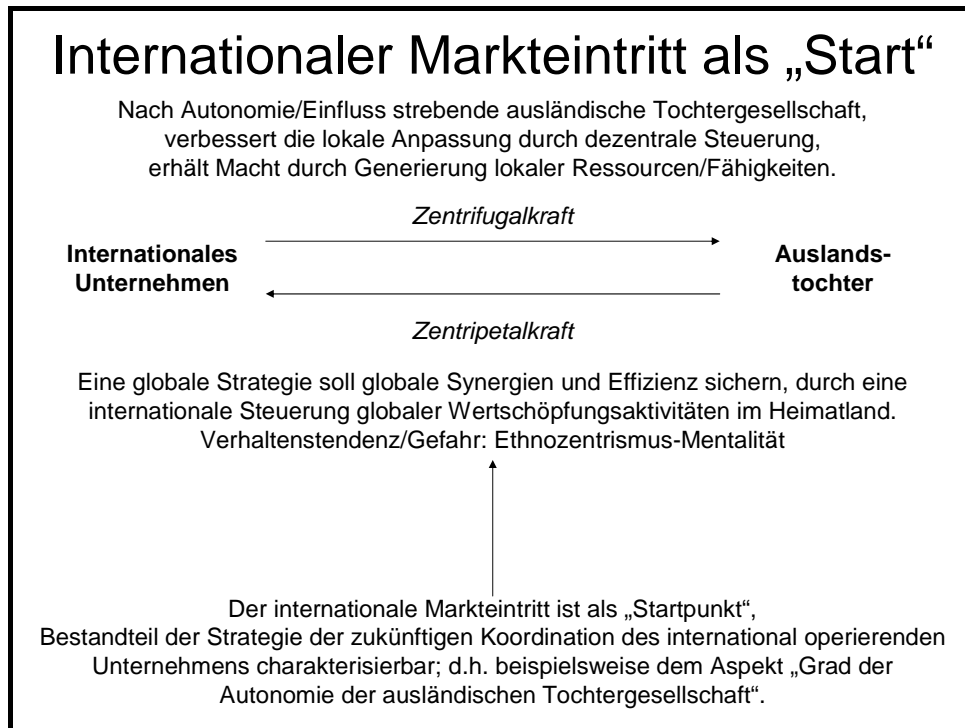 Internationaler Markteintritt als „Start“
Nach Autonomie/Einfluss strebende ausländische Tochtergesellschaft,
verbessert die lokale Anpassung durch dezentrale Steuerung,
erhält Macht durch Generierung lokaler Ressourcen/Fähigkeiten.
Zentrifugalkraft
Internationales
Unternehmen
Auslands-
tochter
Zentripetalkraft
Eine globale Strategie soll globale Synergien und Effizienz sichern, durch eine
internationale Steuerung globaler Wertschöpfungsaktivitäten im Heimatland.
Verhaltenstendenz/Gefahr: Ethnozentrismus-Mentalität
Der internationale Markteintritt ist als „Startpunkt“,
Bestandteil der Strategie der zukünftigen Koordination des international operierenden
Unternehmens charakterisierbar; d.h. beispielsweise dem Aspekt „Grad der
Autonomie der ausländischen Tochtergesellschaft“.